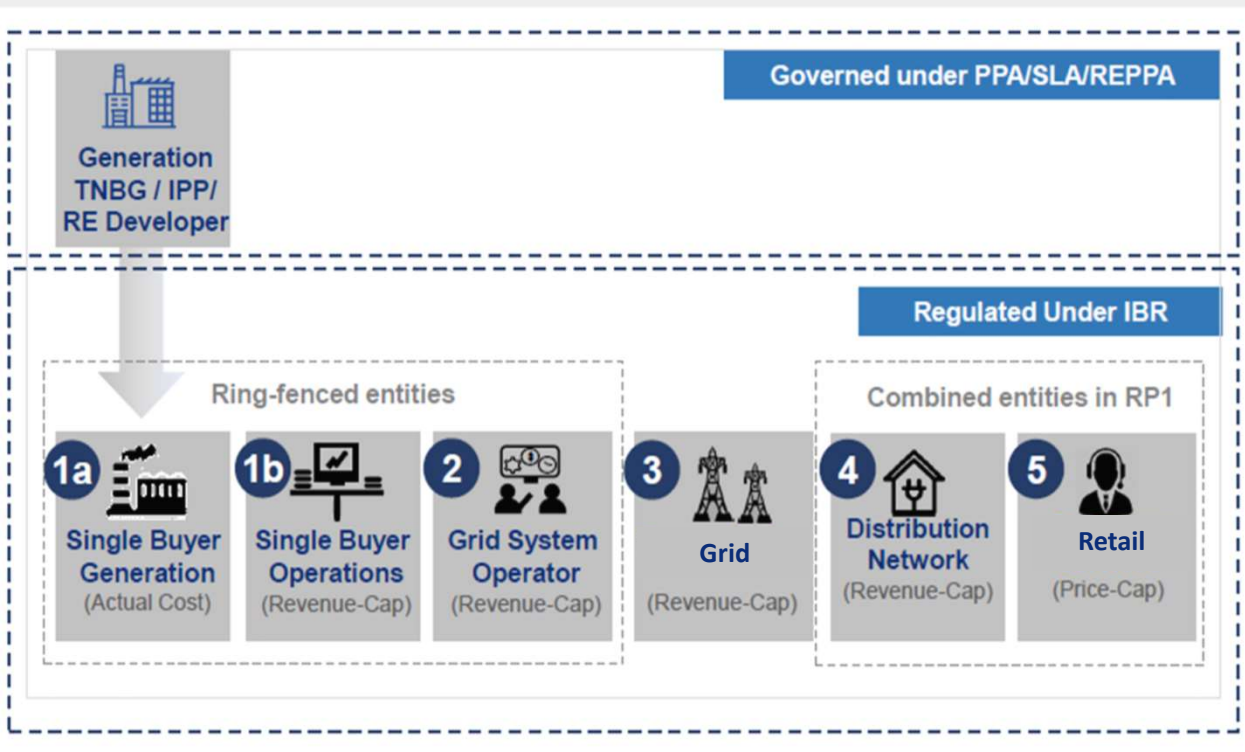 Governed under PPA/SLA/REPPA
Generation
TNBG / IPP/
RE Developer
Regulated Under IBR
Ring-fenced entities
Combined entities in RP1
1a
Single Buyer
Generation
(Actual Cost)
1b
Single Buyer
Operations
(Revenue-Cap)
2
Grid System
Operator
(Revenue-Cap)
3
Grid
(Revenue-Cap)
4
Distribution
Network
(Revenue-Cap)
5
Retail
(Price-Cap)